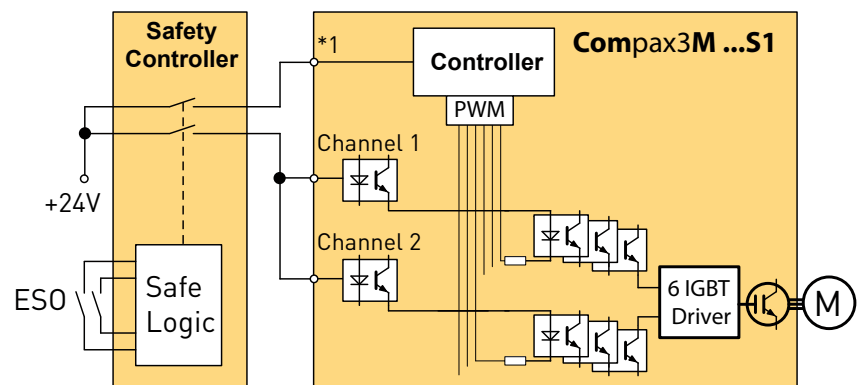 Safety
Controller
*1
Controller
Compax3M ...S1
PWM
Channel 1
+24V
Channel 2
ESO
Safe
Logic
6 IGBT
Driver
M